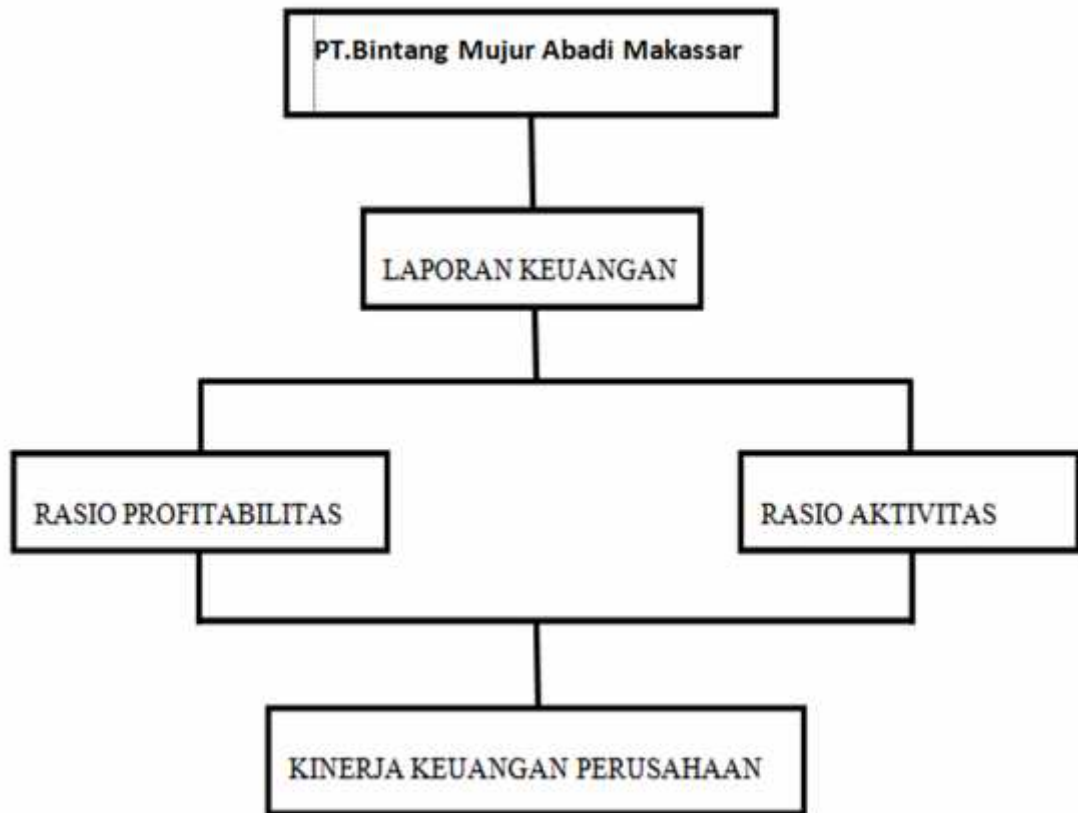 PT.Bintang Mujur Abadi Makassar
LAPORAN KEUANGAN
RASIO PROFITABILITAS
RASIO AKTIVITAS
KINERJA KEUANGAN PERUSAHAAN